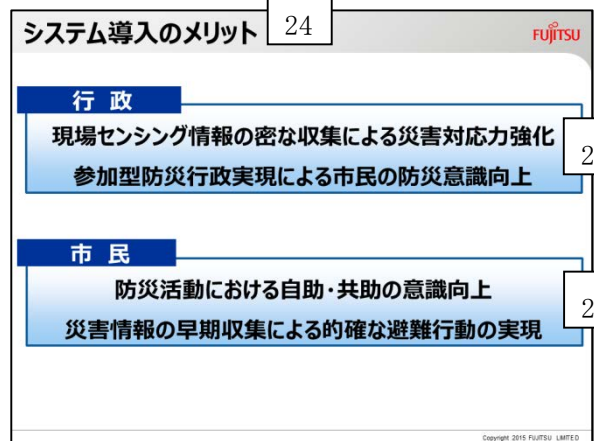 システム導入のメリット
24
FUJITSU
行 政
現場センシング情報の密な収集による災害対応力強化
参加型防災行政実現による市民の防災意識向上
2
市 民
防災活動における自助・共助の意識向上
災害情報の早期収集による的確な避難行動の実現
2
Copyright 2015 FUJITSU LIMITED